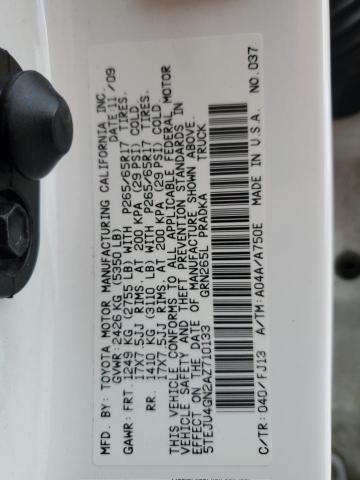 MFD. BY: TOYOTA MOTOR MANUFACTURING CALIFORNIA INC.
GVWR: 2426 KG (5350 LB) DATE: 11/09
GAWR: FRT. 1249 KG (2755 LB) WITH P265/65R17 TIRES,
17X7.5JJ RIMS, AT 200 KPA (29 PSI) COLD.
RR. 1410 KG (3110 LB) WITH P265/65R17 TIRES,
17X7.5JJ RIMS, AT 200 KPA (29 PSI) COLD.
THIS VEHICLE CONFORMS TO ALL APPLICABLE FEDERAL MOTOR
VEHICLE SAFETY AND THEFT PREVENTION STANDARDS IN
EFFECT ON THE DATE OF MANUFACTURE SHOWN ABOVE.
5TEJU4GN2AZ710133 GRN265L PRADKA TRUCK
C/TR: 040/FJ13 A/TM: A04A/A750E MADE IN U.S.A. NO.037